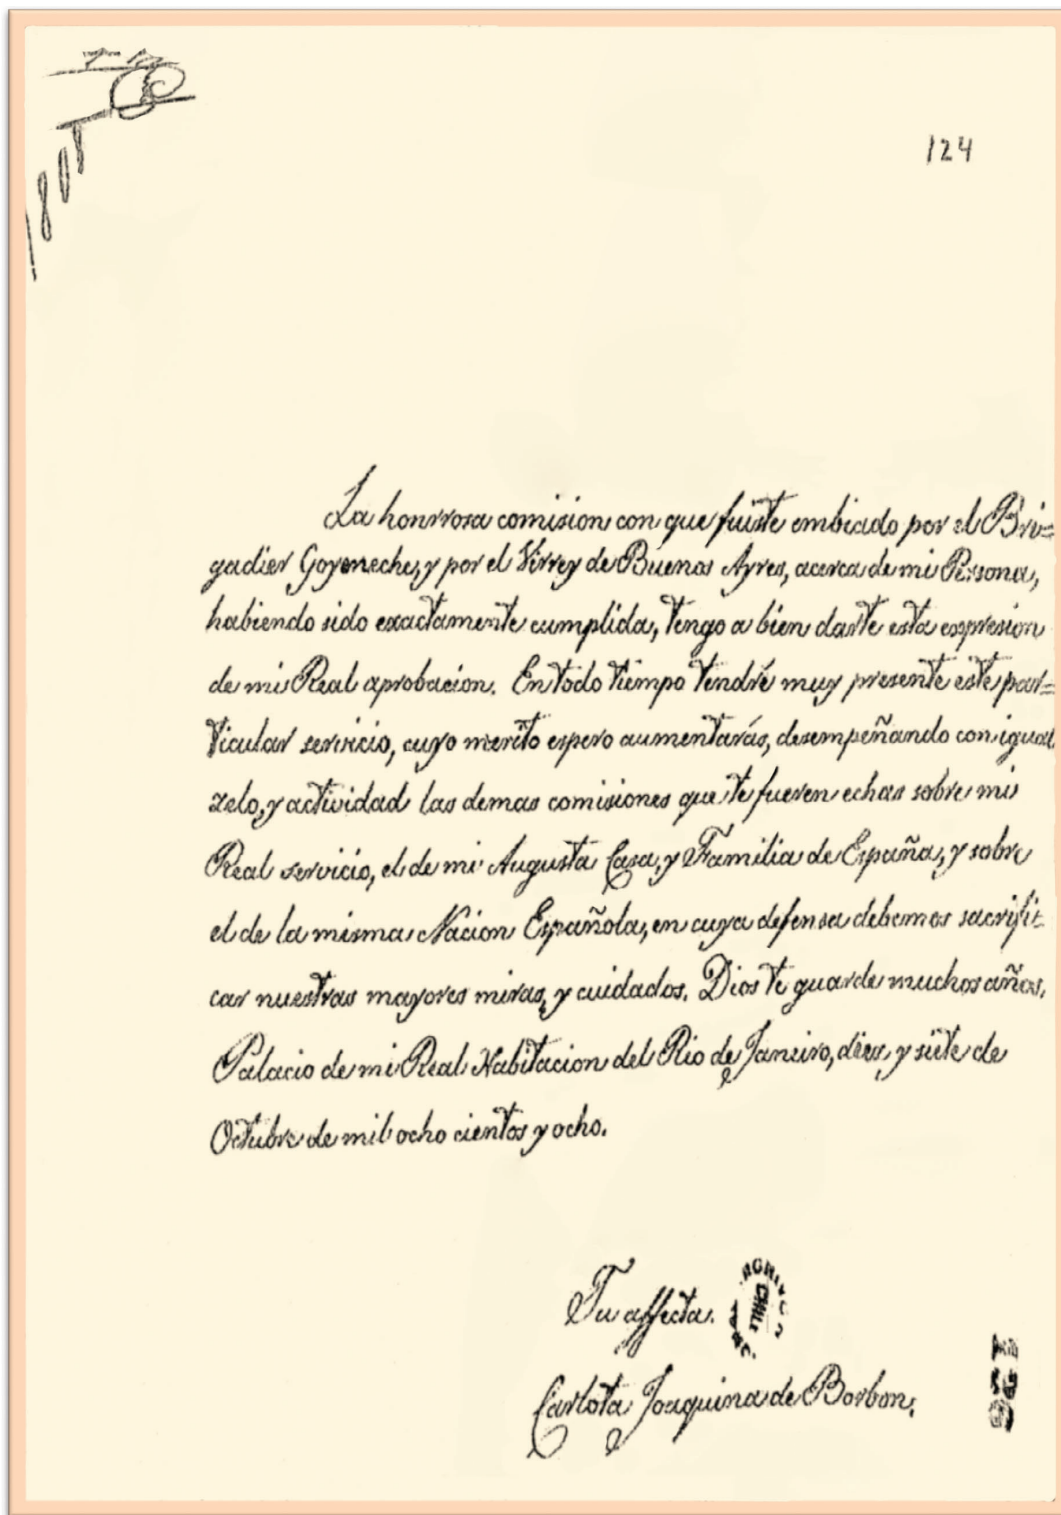 1808
124
La honrrosa comision con que fuiste embiado por el Bri=
gadier Goyeneche, y por el Virrey de Buenos Ayres, acerca de mi Persona,
habiendo sido exactamente cumplida, tengo a bien darte esta expresion
de mi Real aprobacion. En todo tiempo tendré muy presente este par=
ticular servicio, cuyo merito espero aumentarás, desempeñando con igual
zelo, y actividad las demas comisiones que te fueren echas sobre mi
Real servicio, el de mi Augusta Casa, y Familia de España, y sobre
el de la misma Nacion Española, en cuya defensa debemos sacrifi-
car nuestras mayores miras, y cuidados. Dios te guarde muchos años.
Palacio de mi Real Habitacion del Rio de Janeiro, diez, y siete de
Octubre de mil ocho cientos y ocho.
Tu affecta.
CHILE
Carlota Joaquina de Borbon.